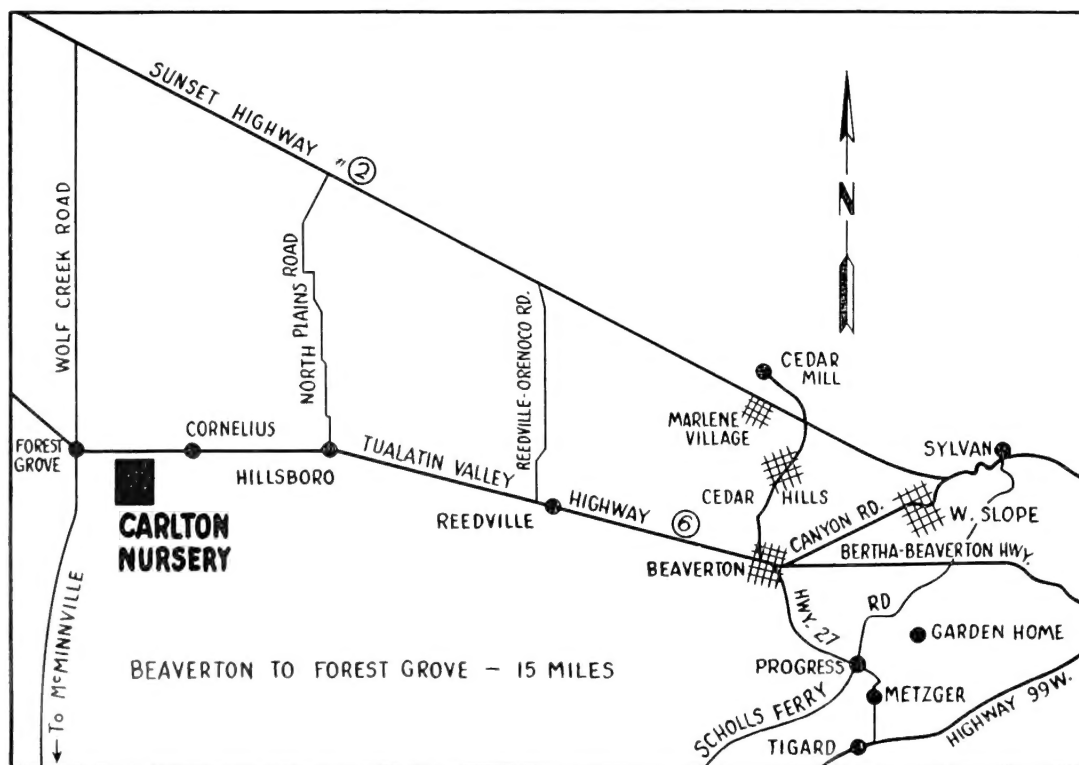 SUNSET HIGHWAY #2
WOLF CREEK ROAD
NORTH PLAINS ROAD
REEDVILLE-ORENOCO RD.
N
CEDAR
MILL
MARLENE
VILLAGE
CEDAR HILLS
SYLVAN
W. SLOPE
CANYON RD.
BERTHA-BEAVERTON HWY.
FOREST
GROVE
CORNELIUS
HILLSBORO
TUALATIN VALLEY HIGHWAY 6
REEDVILLE
BEAVERTON
CARLTON
NURSERY
HWY. 27
GARDEN HOME
PROGRESS
METZGER
SCHOLLS FERRY RD
TIGARD
HIGHWAY 99W.
BEAVERTON TO FOREST GROVE - 15 MILES
← To McMINNVILLE